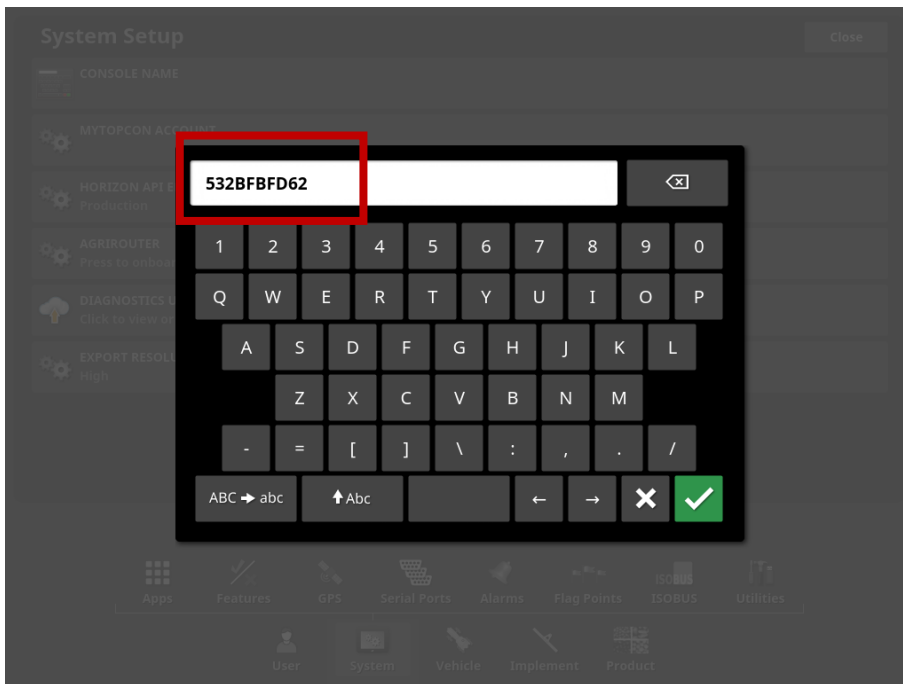 System Setup
Close
CONSOLE NAME
MYTOPCON ACCOUNT
HORIZON API E
Production
AGRIROUTER
Press to onboar
DIAGNOSTICS U
Click to view or
EXPORT RESOLU
High
532BFBFD62
1 2 3 4 5 6 7 8 9 0
Q W E R T Y U I O P
A S D F G H J K L
Z X C V B N M
- = [ ] \ : , . /
ABC → abc ↑ Abc ← →
Apps Features GPS Serial Ports Alarms Flag Points ISOBUS Utilities
ISOBUS
User System Vehicle Implement Product